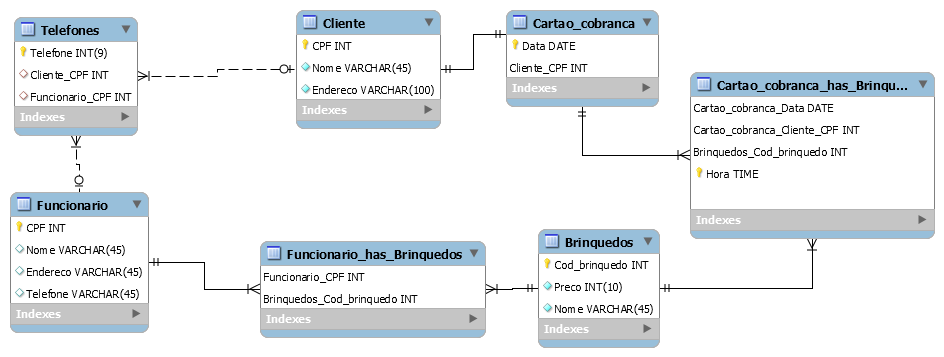 Telefones
Telefone INT(9)
Cliente_CPF INT
Funcionario_CPF INT
Indexes
Cliente
CPF INT
Nome VARCHAR(45)
Endereco VARCHAR(100)
Indexes
Cartao_cobranca
Data DATE
Cliente_CPF INT
Indexes
Cartao_cobranca_has_Brinqu...
Cartao_cobranca_Data DATE
Cartao_cobranca_Cliente_CPF INT
Brinquedos_Cod_brinquedo INT
Hora TIME
Indexes
Funcionario
CPF INT
Nome VARCHAR(45)
Endereco VARCHAR(45)
Telefone VARCHAR(45)
Indexes
Funcionario_has_Brinquedos
Funcionario_CPF INT
Brinquedos_Cod_brinquedo INT
Indexes
Brinquedos
Cod_brinquedo INT
Preco INT(10)
Nome VARCHAR(45)
Indexes